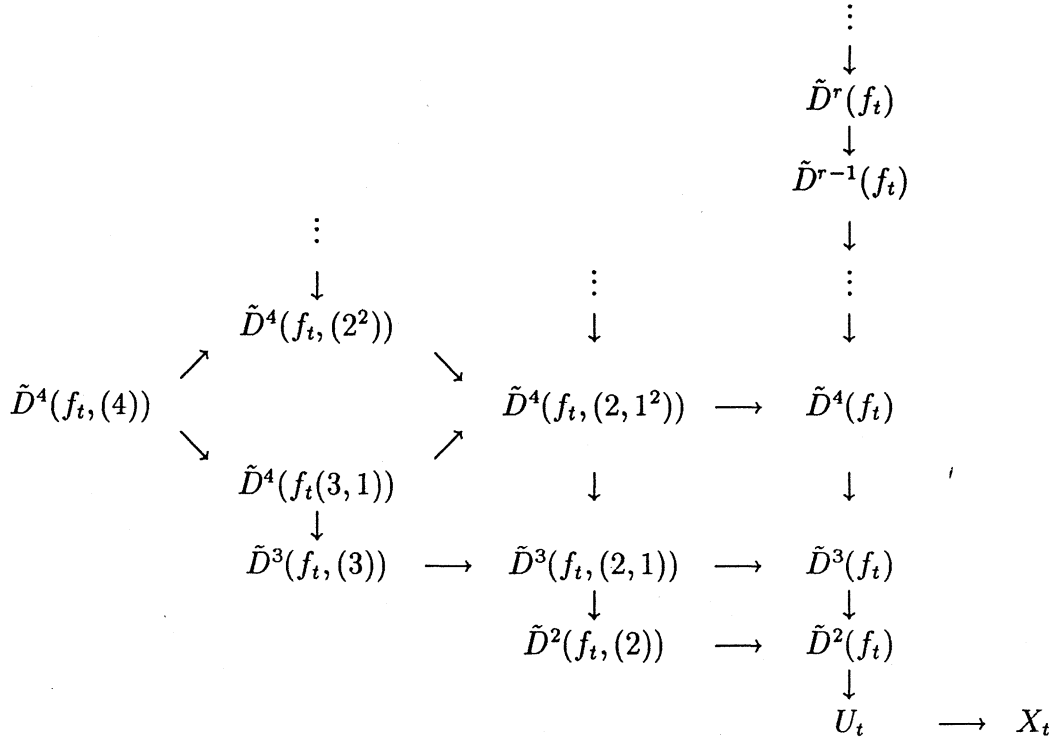 ⋮
↓
D̃^r(f_t)
↓
D̃^{r−1}(f_t)
⋮ ↓
↓ ⋮ ⋮
D̃^4(f_t, (2^2)) ↓ ↓
↗ ↘
D̃^4(f_t, (4)) D̃^4(f_t, (2, 1^2)) ⟶ D̃^4(f_t)
↘ ↗
D̃^4(f_t(3, 1)) ↓ ↓
↓
D̃^3(f_t, (3)) ⟶ D̃^3(f_t, (2, 1)) ⟶ D̃^3(f_t)
↓ ↓
D̃^2(f_t, (2)) ⟶ D̃^2(f_t)
↓
U_t ⟶ X_t